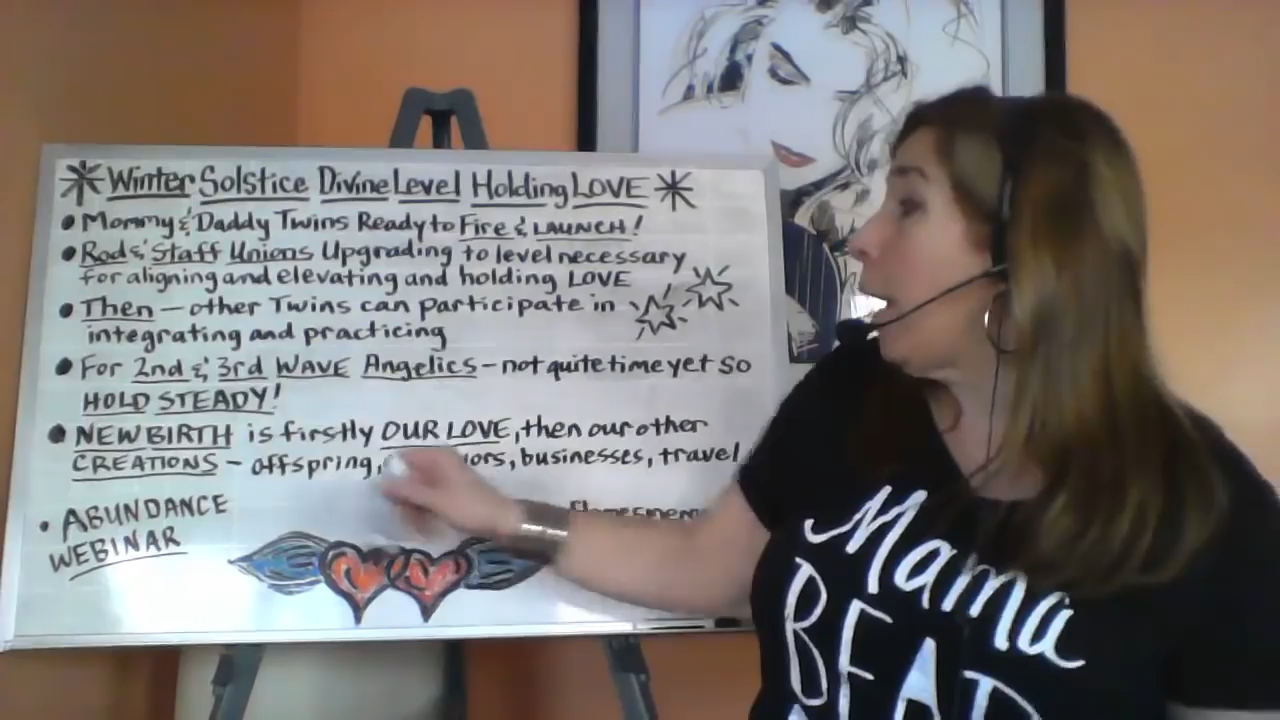 Winter Solstice Divine Level Holding LOVE
• Mommy & Daddy Twins Ready to Fire & LAUNCH!
• Rod & Staff Unions Upgrading to level necessary
for aligning and elevating and holding LOVE
• Then — other Twins can participate in
integrating and practicing
• For 2nd & 3rd WAVE Angelics - not quite time yet so
HOLD STEADY!
• NEW BIRTH is firstly OUR LOVE, then our other
CREATIONS - offspring, businesses, travel
• ABUNDANCE
WEBINAR
Mama
BEAR